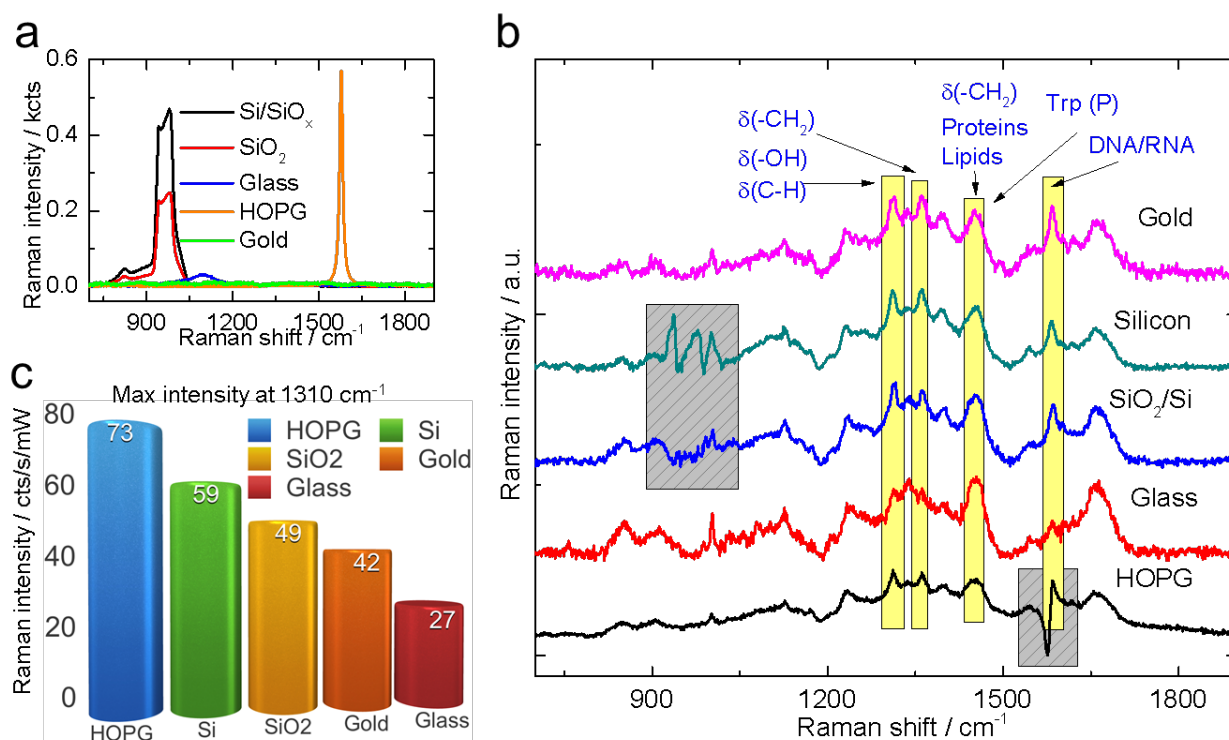 a
0.6
0.4
0.2
0.0
Raman intensity / kcts
Si/SiOₓ
SiO₂
Glass
HOPG
Gold
900 1200 1500 1800
Raman shift / cm⁻¹
b
δ(-CH₂)
δ(-OH)
δ(C-H)
δ(-CH₂)
Proteins
Lipids
Trp (P)
DNA/RNA
Gold
Silicon
SiO₂/Si
Glass
HOPG
Raman intensity / a.u.
900 1200 1500 1800
Raman shift / cm⁻¹
c
Max intensity at 1310 cm⁻¹
80
60
40
20
0
Raman intensity / cts/s/mW
HOPG Si
SiO2 Gold
Glass
73
59
49
42
27
HOPG Si SiO2 Gold Glass